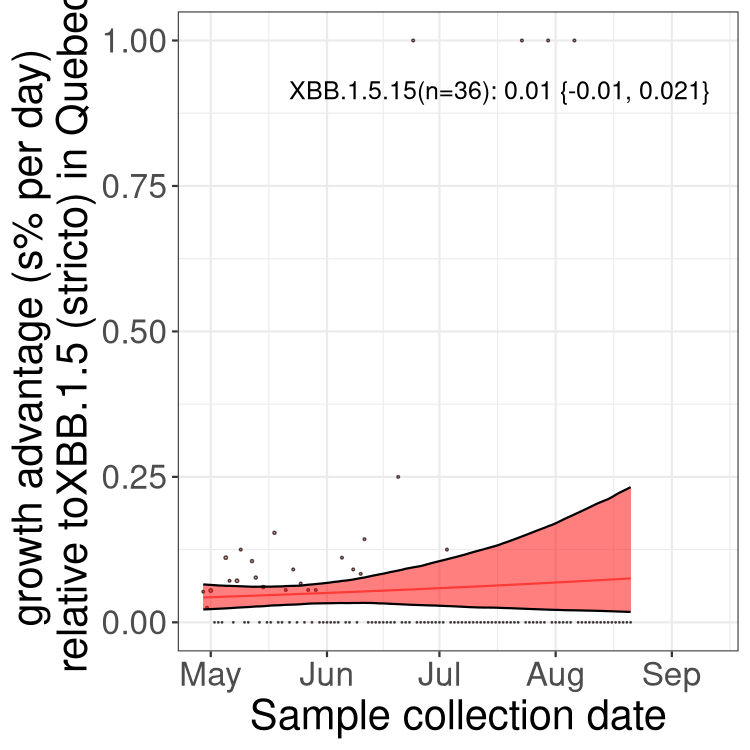 growth advantage (s% per day)
relative toXBB.1.5 (stricto) in Quebec
1.00
0.75
0.50
0.25
0.00
XBB.1.5.15(n=36): 0.01 {-0.01, 0.021}
May
Jun
Jul
Aug
Sep
Sample collection date